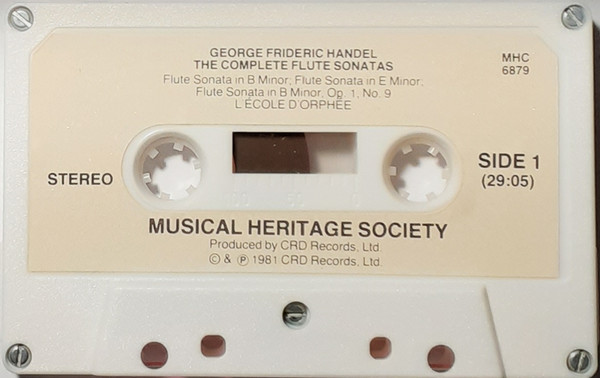 GEORGE FRIDERIC HANDEL
THE COMPLETE FLUTE SONATAS
Flute Sonata in B Minor; Flute Sonata in E Minor;
Flute Sonata in B Minor, Op. 1, No. 9
L'ÉCOLE D'ORPHÉE
MHC
6879
STEREO
SIDE 1
(29:05)
MUSICAL HERITAGE SOCIETY
Produced by CRD Records, Ltd.
© & ℗ 1981 CRD Records, Ltd.